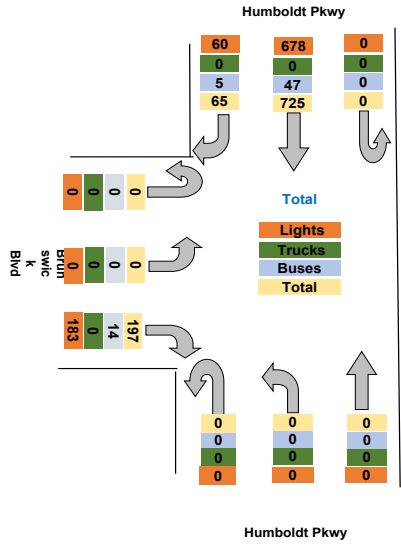 Humboldt Pkwy
60 678 0
0 0 0
5 47 0
65 725 0
0 0 0 0
Total
Lights
Trucks
Buses
Total
Brun
swic
k
Blvd
0 0 0 0
183 0 14 197
0 0 0
0 0 0
0 0 0
0 0 0
Humboldt Pkwy